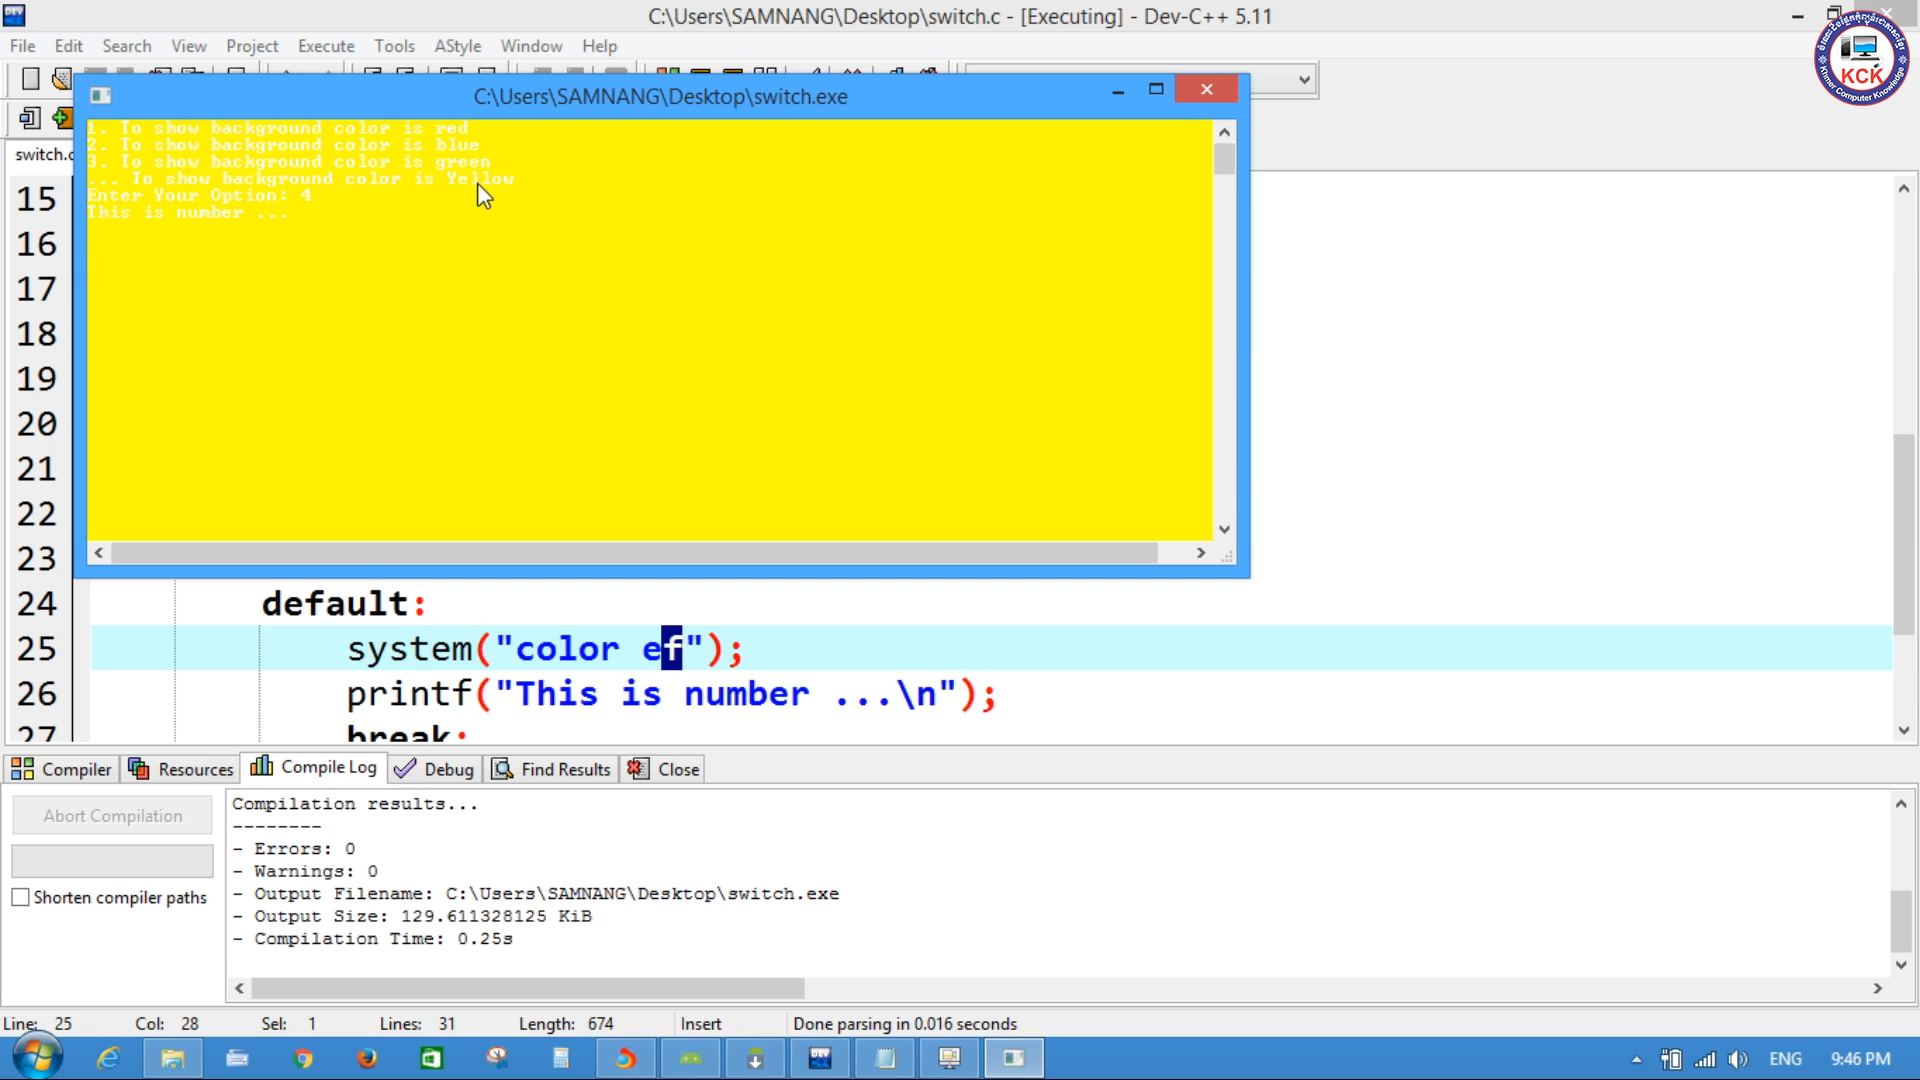 C:\Users\SAMNANG\Desktop\switch.c - [Executing] - Dev-C++ 5.11
File Edit Search View Project Execute Tools AStyle Window Help
KCK
Khmer Computer Knowledge
C:\Users\SAMNANG\Desktop\switch.exe
switch.c
1. To show background color is red
2. To show background color is blue
3. To show background color is green
... To show background color is Yellow
Enter Your Option: 4
This is number ...
15
16
17
18
19
20
21
22
23
24 default:
25 system("color ef");
26 printf("This is number ...\n");
27 break;
Compiler Resources Compile Log Debug Find Results Close
Abort Compilation
Shorten compiler paths
Compilation results...
--------
- Errors: 0
- Warnings: 0
- Output Filename: C:\Users\SAMNANG\Desktop\switch.exe
- Output Size: 129.611328125 KiB
- Compilation Time: 0.25s
Line: 25 Col: 28 Sel: 1 Lines: 31 Length: 674 Insert Done parsing in 0.016 seconds
DEV
ENG 9:46 PM